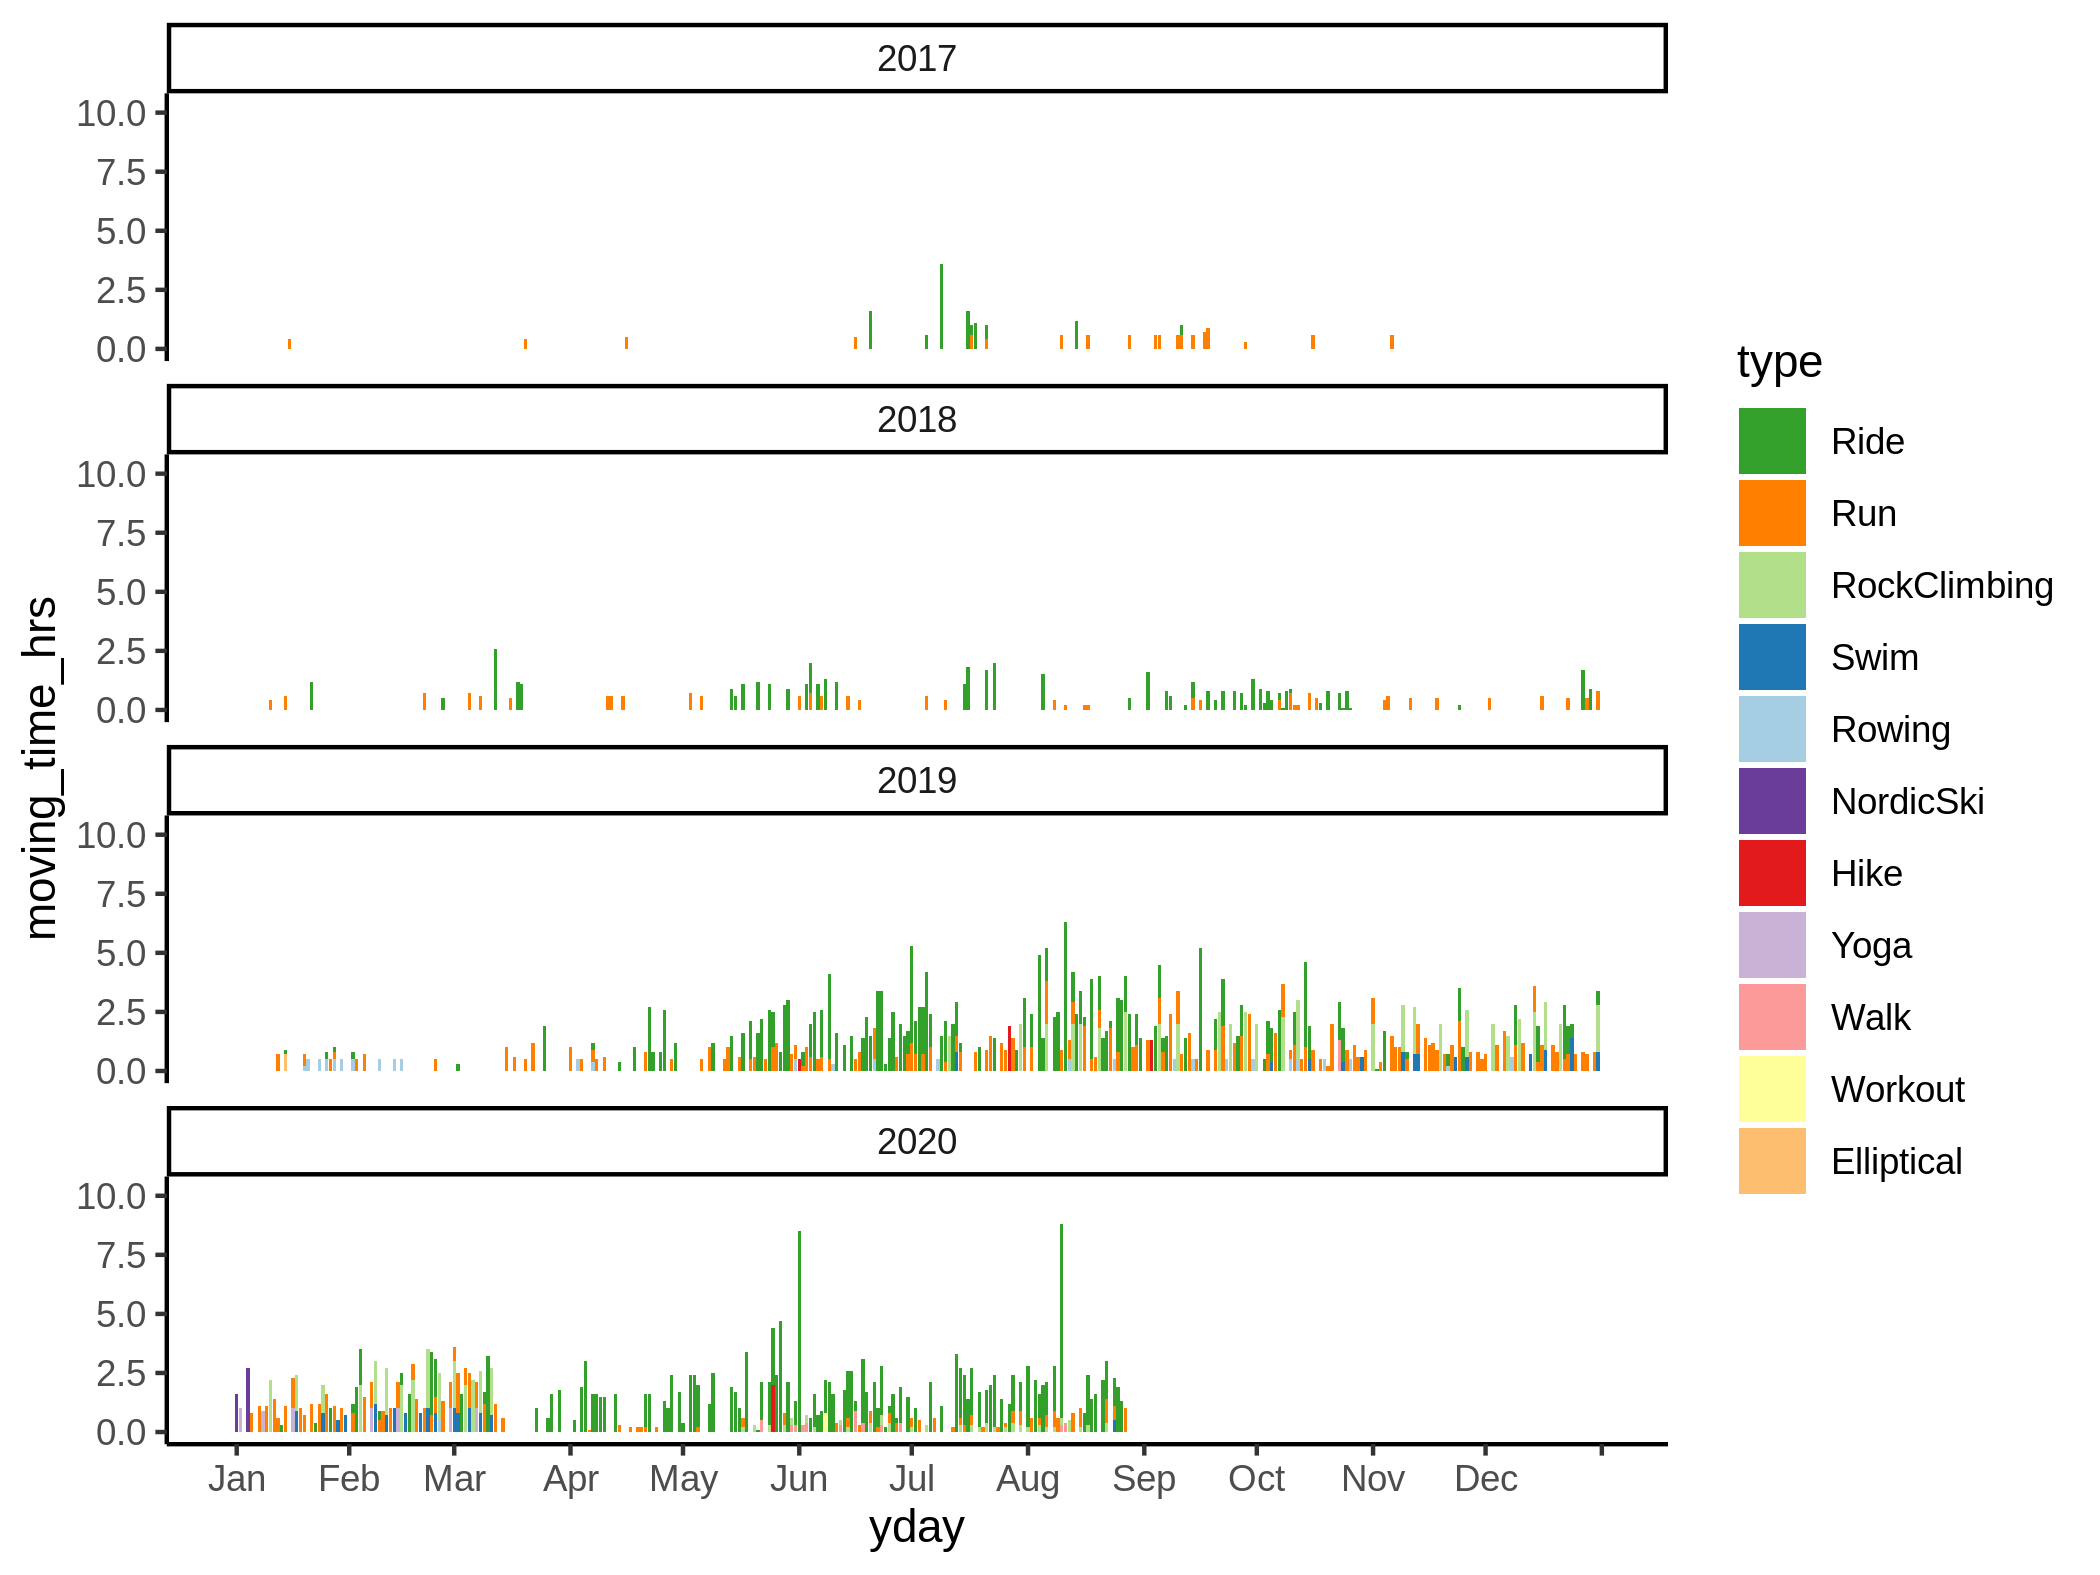 2017
10.0
7.5
5.0
2.5
0.0
2018
10.0
7.5
5.0
2.5
0.0
2019
10.0
7.5
5.0
2.5
0.0
2020
10.0
7.5
5.0
2.5
0.0
Jan Feb Mar Apr May Jun Jul Aug Sep Oct Nov Dec
yday
moving_time_hrs
type
Ride
Run
RockClimbing
Swim
Rowing
NordicSki
Hike
Yoga
Walk
Workout
Elliptical